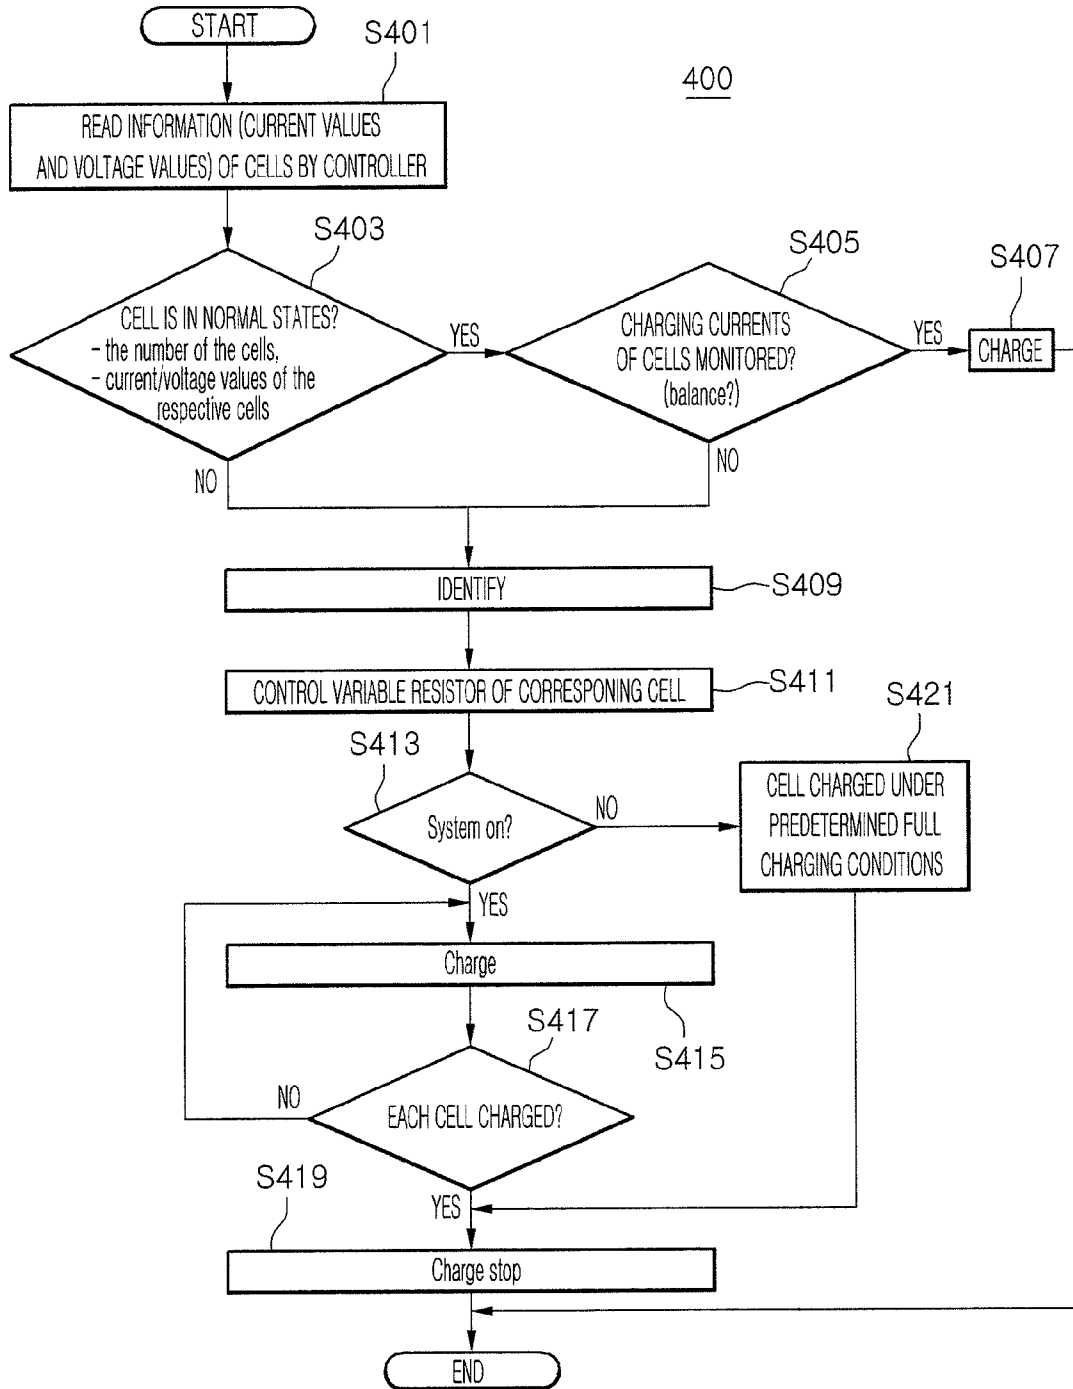 START
S401
400
READ INFORMATION (CURRENT VALUES
AND VOLTAGE VALUES) OF CELLS BY CONTROLLER
S403
CELL IS IN NORMAL STATES?
- the number of the cells,
- current/voltage values of the
respective cells
YES
NO
S405
CHARGING CURRENTS
OF CELLS MONITORED?
(balance?)
YES
NO
S407
CHARGE
IDENTIFY
S409
CONTROL VARIABLE RESISTOR OF CORRESPONING CELL
S411
S413
System on?
NO
YES
S421
CELL CHARGED UNDER
PREDETERMINED FULL
CHARGING CONDITIONS
Charge
S415
S417
EACH CELL CHARGED?
NO
YES
S419
Charge stop
END